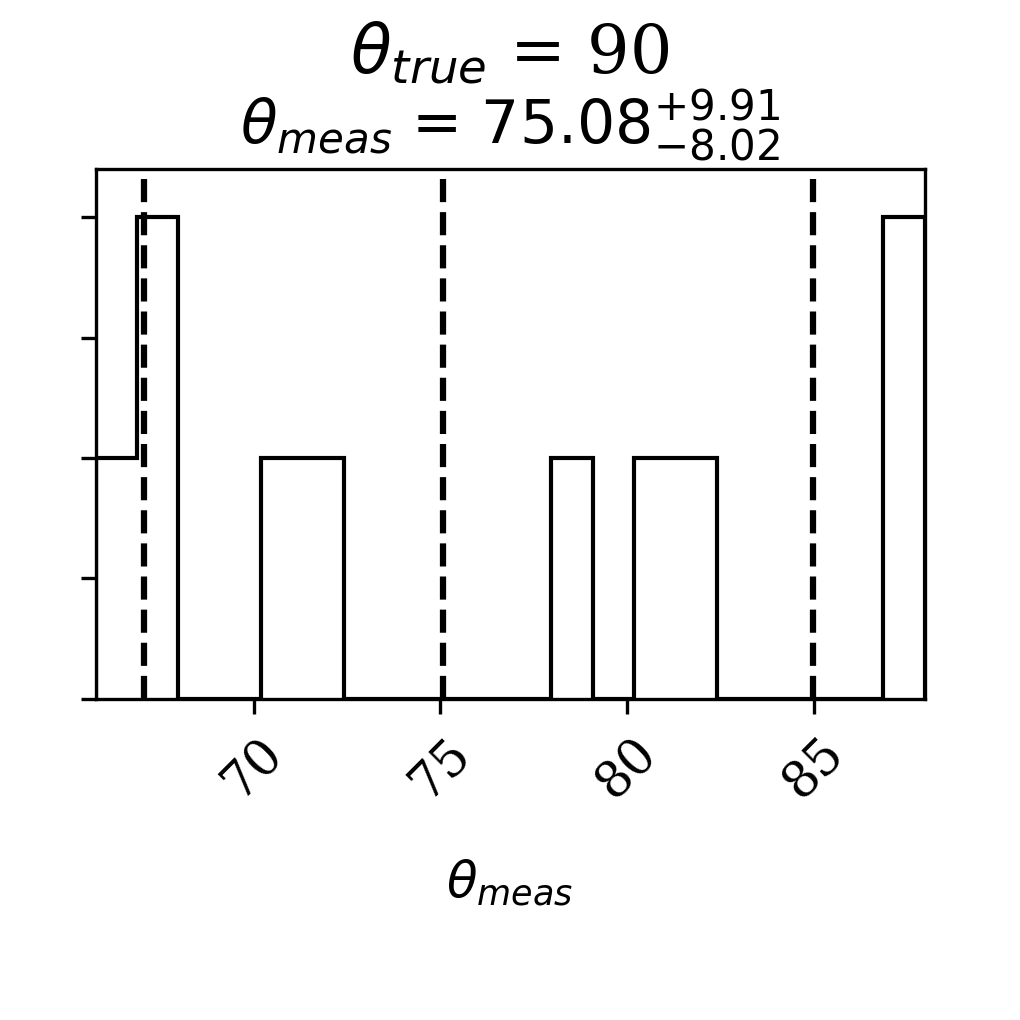 θ_true = 90
θ_meas = 75.08^{+9.91}_{−8.02}
70 75 80 85
θ_meas